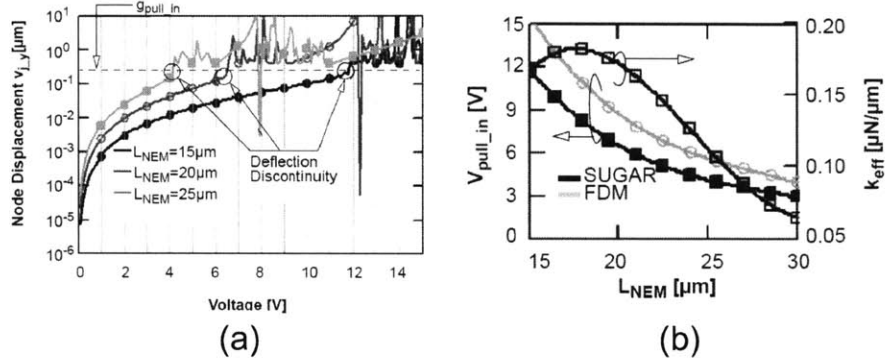 g_pull_in
Node Displacement v_j_y[µm]
10^1
10^0
10^-1
10^-2
10^-3
10^-4
10^-5
10^-6
L_NEM=15µm
L_NEM=20µm
L_NEM=25µm
Deflection
Discontinuity
0 2 4 6 8 10 12 14
Voltage [V]
(a)
V_pull_in [V]
15
12
9
6
3
0
SUGAR
FDM
0.20
0.15
0.10
0.05
k_eff [µN/µm]
15 20 25 30
L_NEM [µm]
(b)